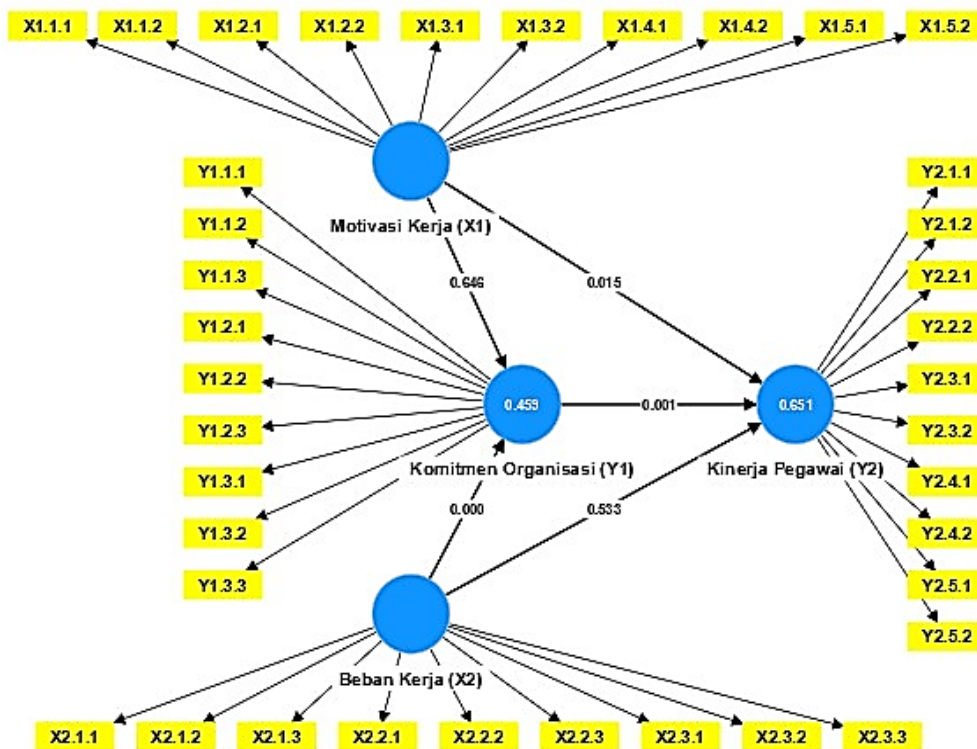 X1.1.1 X1.1.2 X1.2.1 X1.2.2 X1.3.1 X1.3.2 X1.4.1 X1.4.2 X1.5.1 X1.5.2
Motivasi Kerja (X1)
0.646
0.015
Y1.1.1
Y1.1.2
Y1.1.3
Y1.2.1
Y1.2.2
Y1.2.3
Y1.3.1
Y1.3.2
Y1.3.3
0.459
Komitmen Organisasi (Y1)
0.001
0.651
Kinerja Pegawai (Y2)
0.000
0.533
Y2.1.1
Y2.1.2
Y2.2.1
Y2.2.2
Y2.3.1
Y2.3.2
Y2.4.1
Y2.4.2
Y2.5.1
Y2.5.2
Beban Kerja (X2)
X2.1.1 X2.1.2 X2.1.3 X2.2.1 X2.2.2 X2.2.3 X2.3.1 X2.3.2 X2.3.3